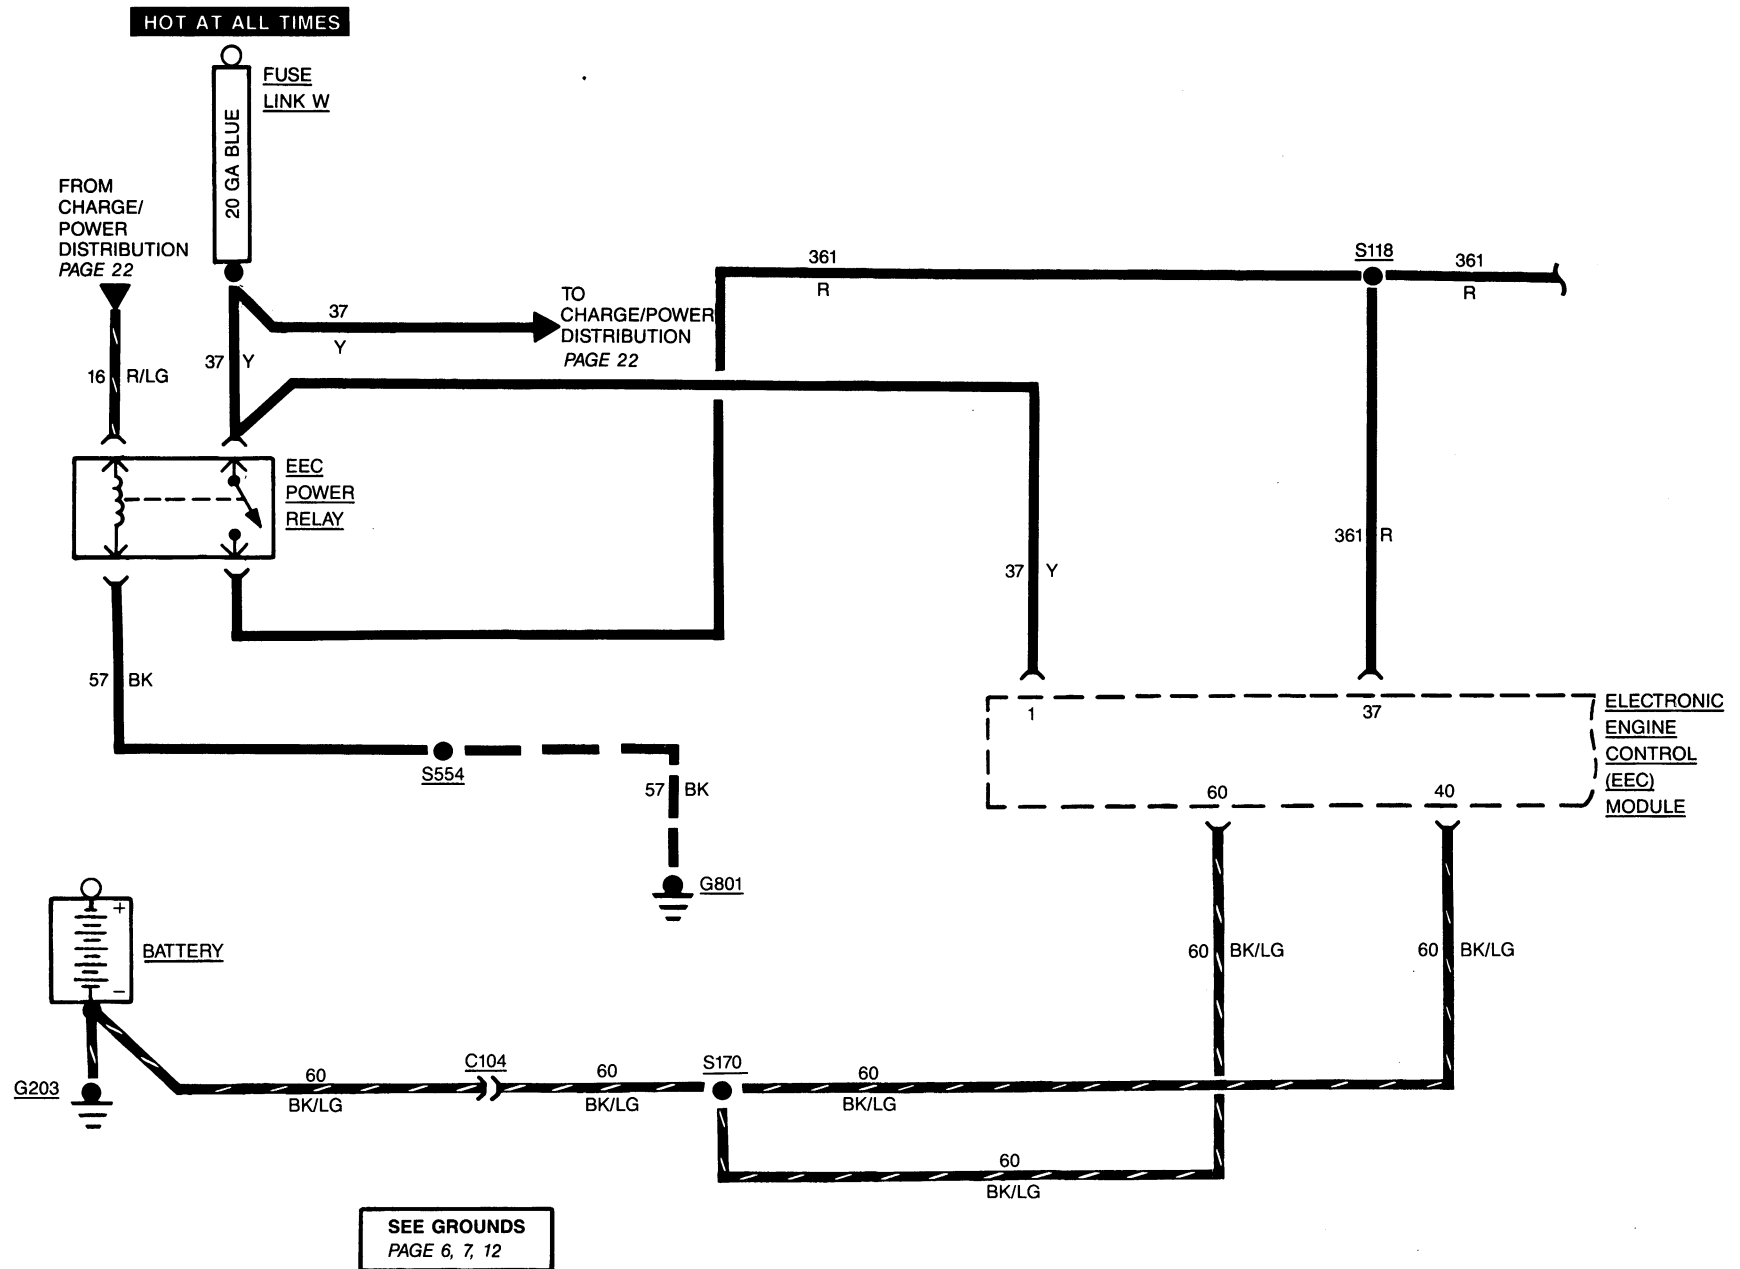 HOT AT ALL TIMES
FUSE
LINK W
20 GA BLUE
FROM
CHARGE/
POWER
DISTRIBUTION
PAGE 22
37
Y
TO
CHARGE/POWER
DISTRIBUTION
PAGE 22
361
R
S118
361
R
16 R/LG
37 Y
EEC
POWER
RELAY
361 R
37 Y
57 BK
S554
57 BK
G801
1
37
60
40
ELECTRONIC
ENGINE
CONTROL
(EEC)
MODULE
+
−
BATTERY
60 BK/LG
60 BK/LG
G203
60
BK/LG
C104
60
BK/LG
S170
60
BK/LG
60
BK/LG
SEE GROUNDS
PAGE 6, 7, 12